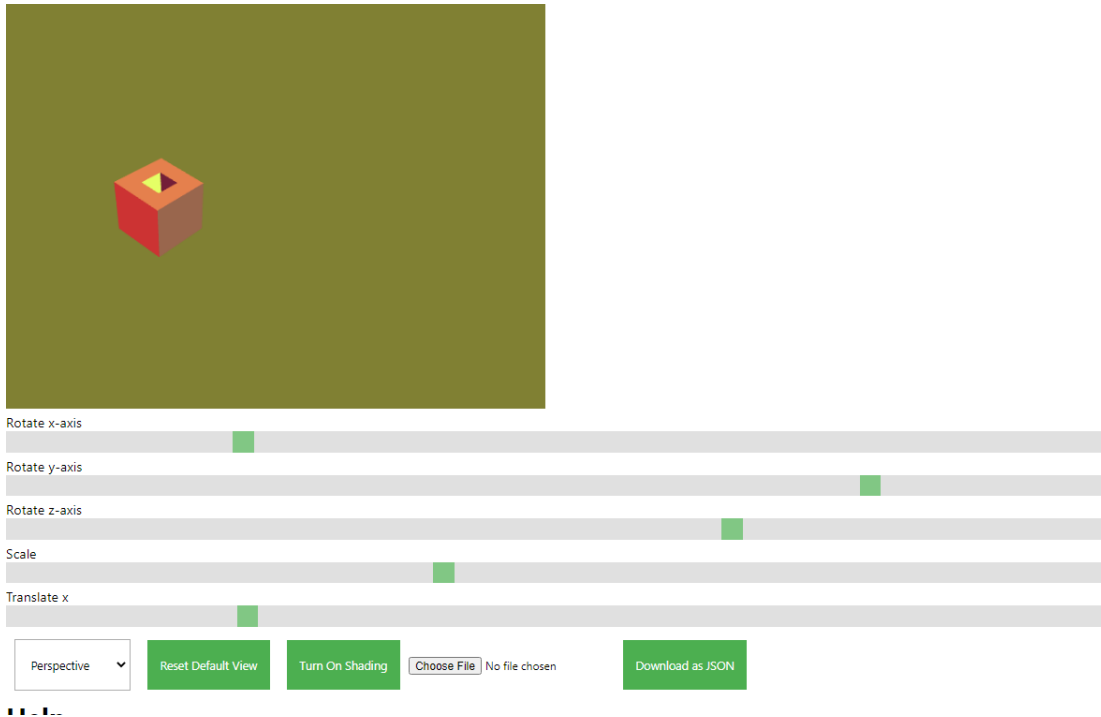 Rotate x-axis
Rotate y-axis
Rotate z-axis
Scale
Translate x
Perspective Reset Default View Turn On Shading Choose File No file chosen Download as JSON
Help